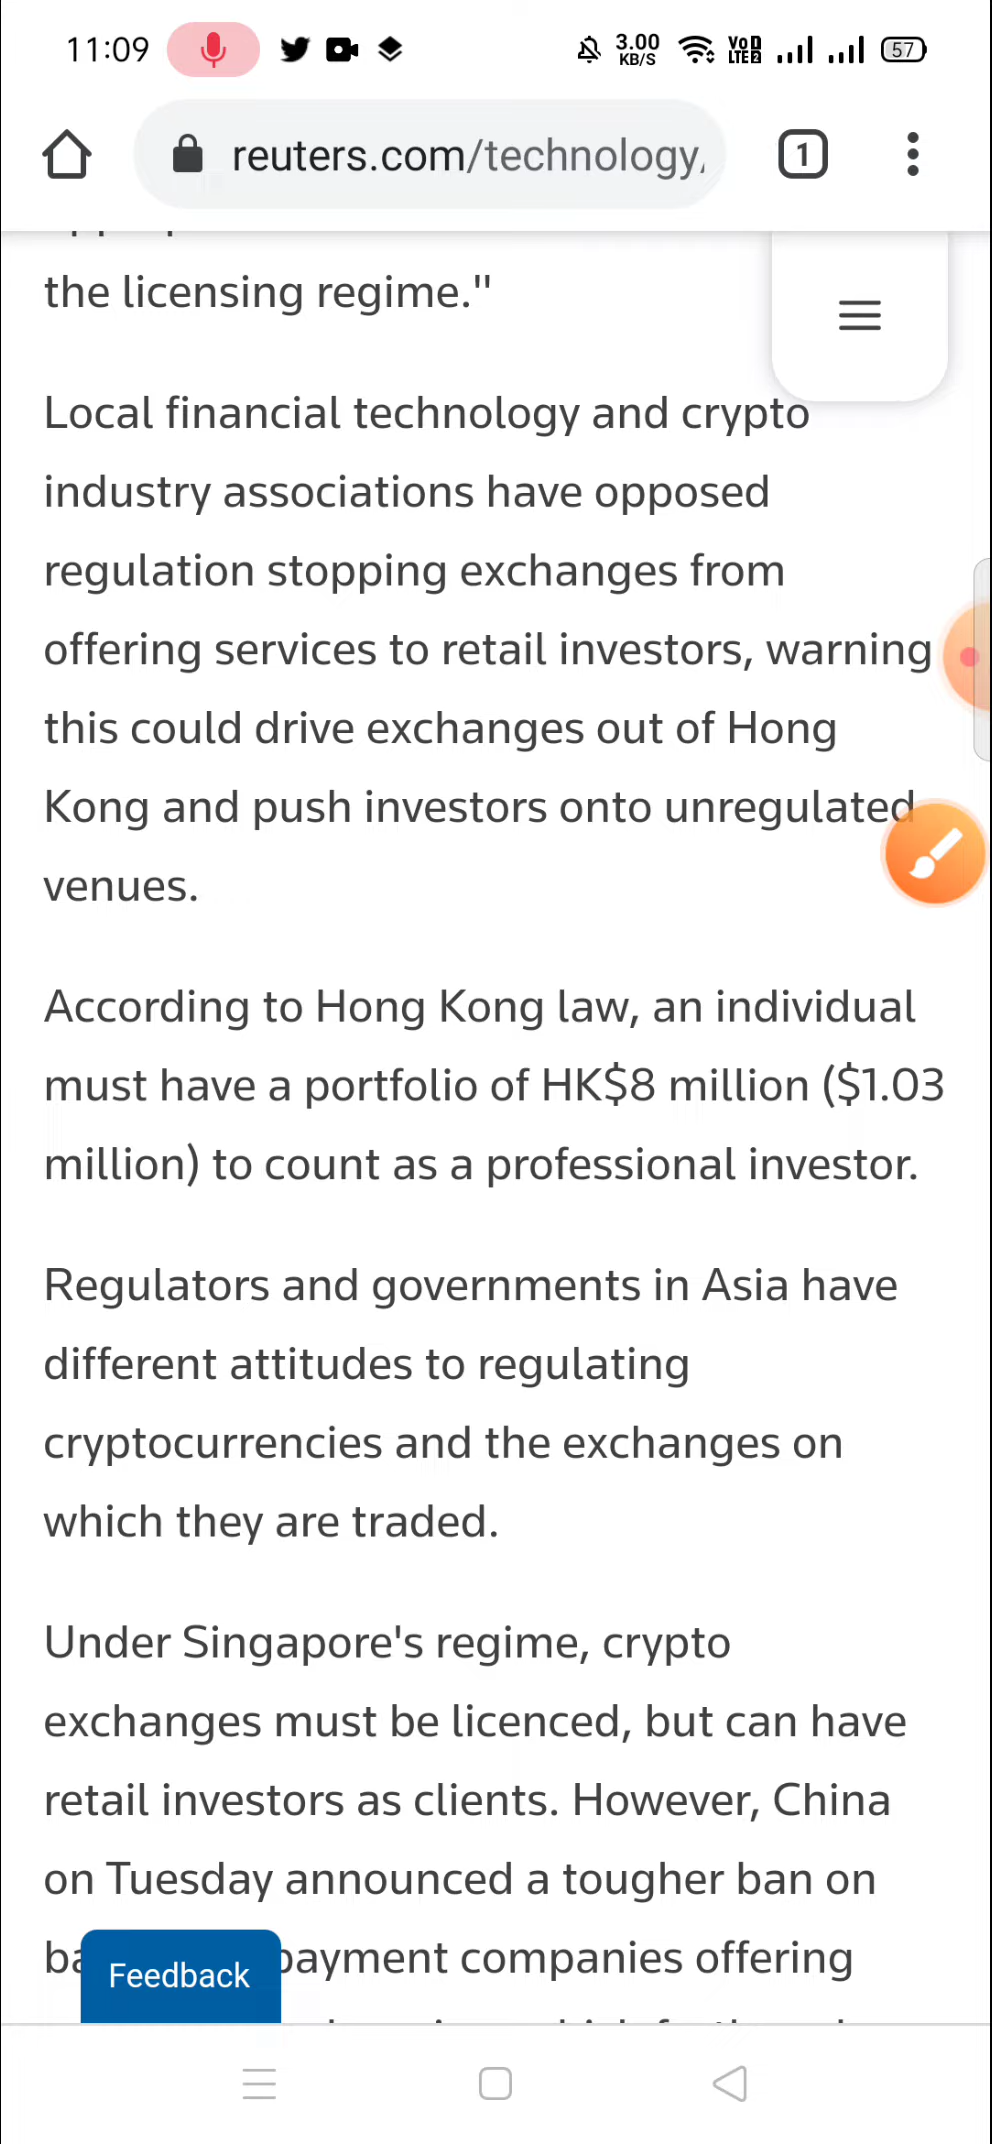 11:09
3.00
KB/S
VoD
LTE2
57
reuters.com/technology
1
the licensing regime."
Local financial technology and crypto
industry associations have opposed
regulation stopping exchanges from
offering services to retail investors, warning
this could drive exchanges out of Hong
Kong and push investors onto unregulated
venues.
According to Hong Kong law, an individual
must have a portfolio of HK$8 million ($1.03
million) to count as a professional investor.
Regulators and governments in Asia have
different attitudes to regulating
cryptocurrencies and the exchanges on
which they are traded.
Under Singapore's regime, crypto
exchanges must be licenced, but can have
retail investors as clients. However, China
on Tuesday announced a tougher ban on
payment companies offering
Feedback